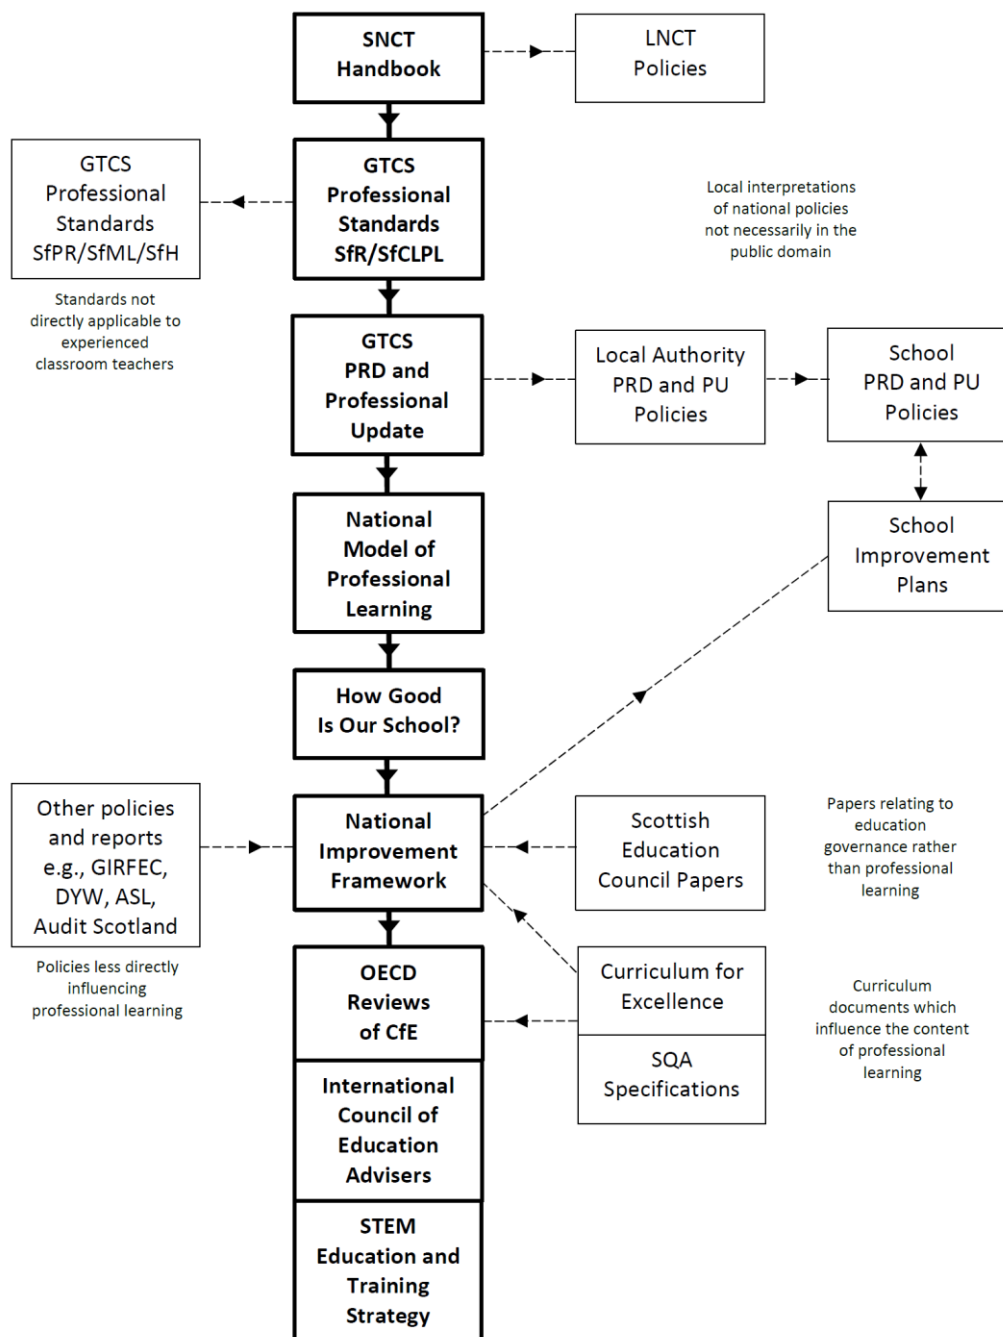 SNCT
Handbook
LNCT
Policies
GTCS
Professional
Standards
SfPR/SfML/SfH
GTCS
Professional
Standards
SfR/SfCLPL
Local interpretations
of national policies
not necessarily in the
public domain
Standards not
directly applicable to
experienced
classroom teachers
GTCS
PRD and
Professional
Update
Local Authority
PRD and PU
Policies
School
PRD and PU
Policies
National
Model of
Professional
Learning
School
Improvement
Plans
How Good
Is Our School?
Other policies
and reports
e.g., GIRFEC,
DYW, ASL,
Audit Scotland
National
Improvement
Framework
Scottish
Education
Council Papers
Papers relating to
education
governance rather
than professional
learning
Policies less directly
influencing
professional learning
OECD
Reviews
of CfE
Curriculum for
Excellence
Curriculum
documents which
influence the content
of professional
learning
SQA
Specifications
International
Council of
Education
Advisers
STEM
Education and
Training
Strategy